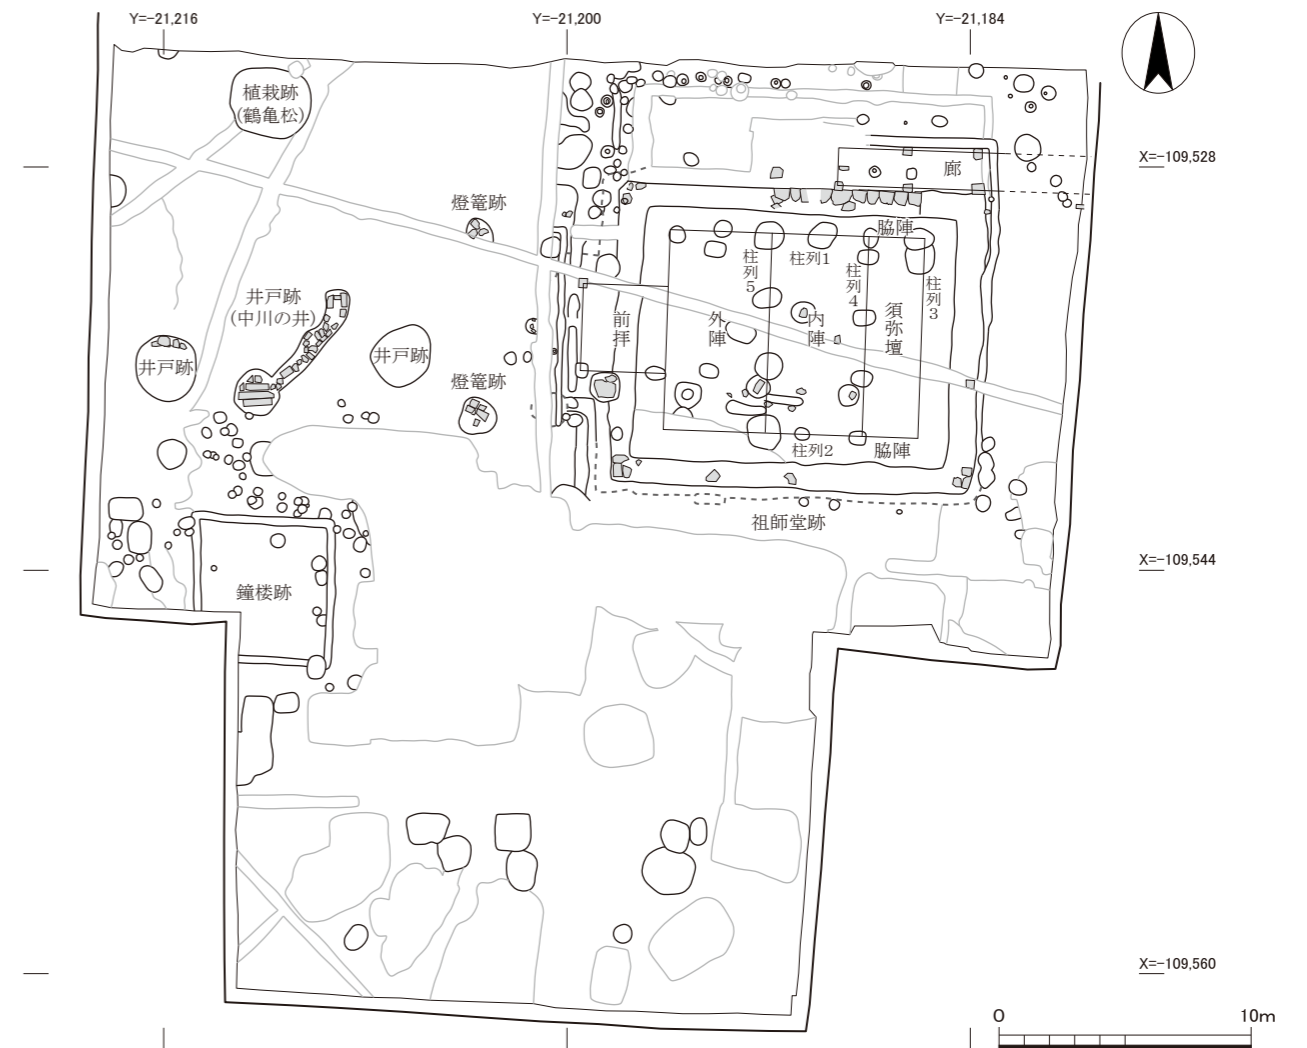 Y=-21,216
Y=-21,200
Y=-21,184
植栽跡
(鶴亀松)
X=-109,528
廊
燈篭跡
脇陣
柱列1
柱列5
柱列4
柱列3
井戸跡
(中川の井)
前拝
外陣
内陣
須弥壇
井戸跡
井戸跡
燈篭跡
柱列2
脇陣
祖師堂跡
X=-109,544
鐘楼跡
X=-109,560
0
10m